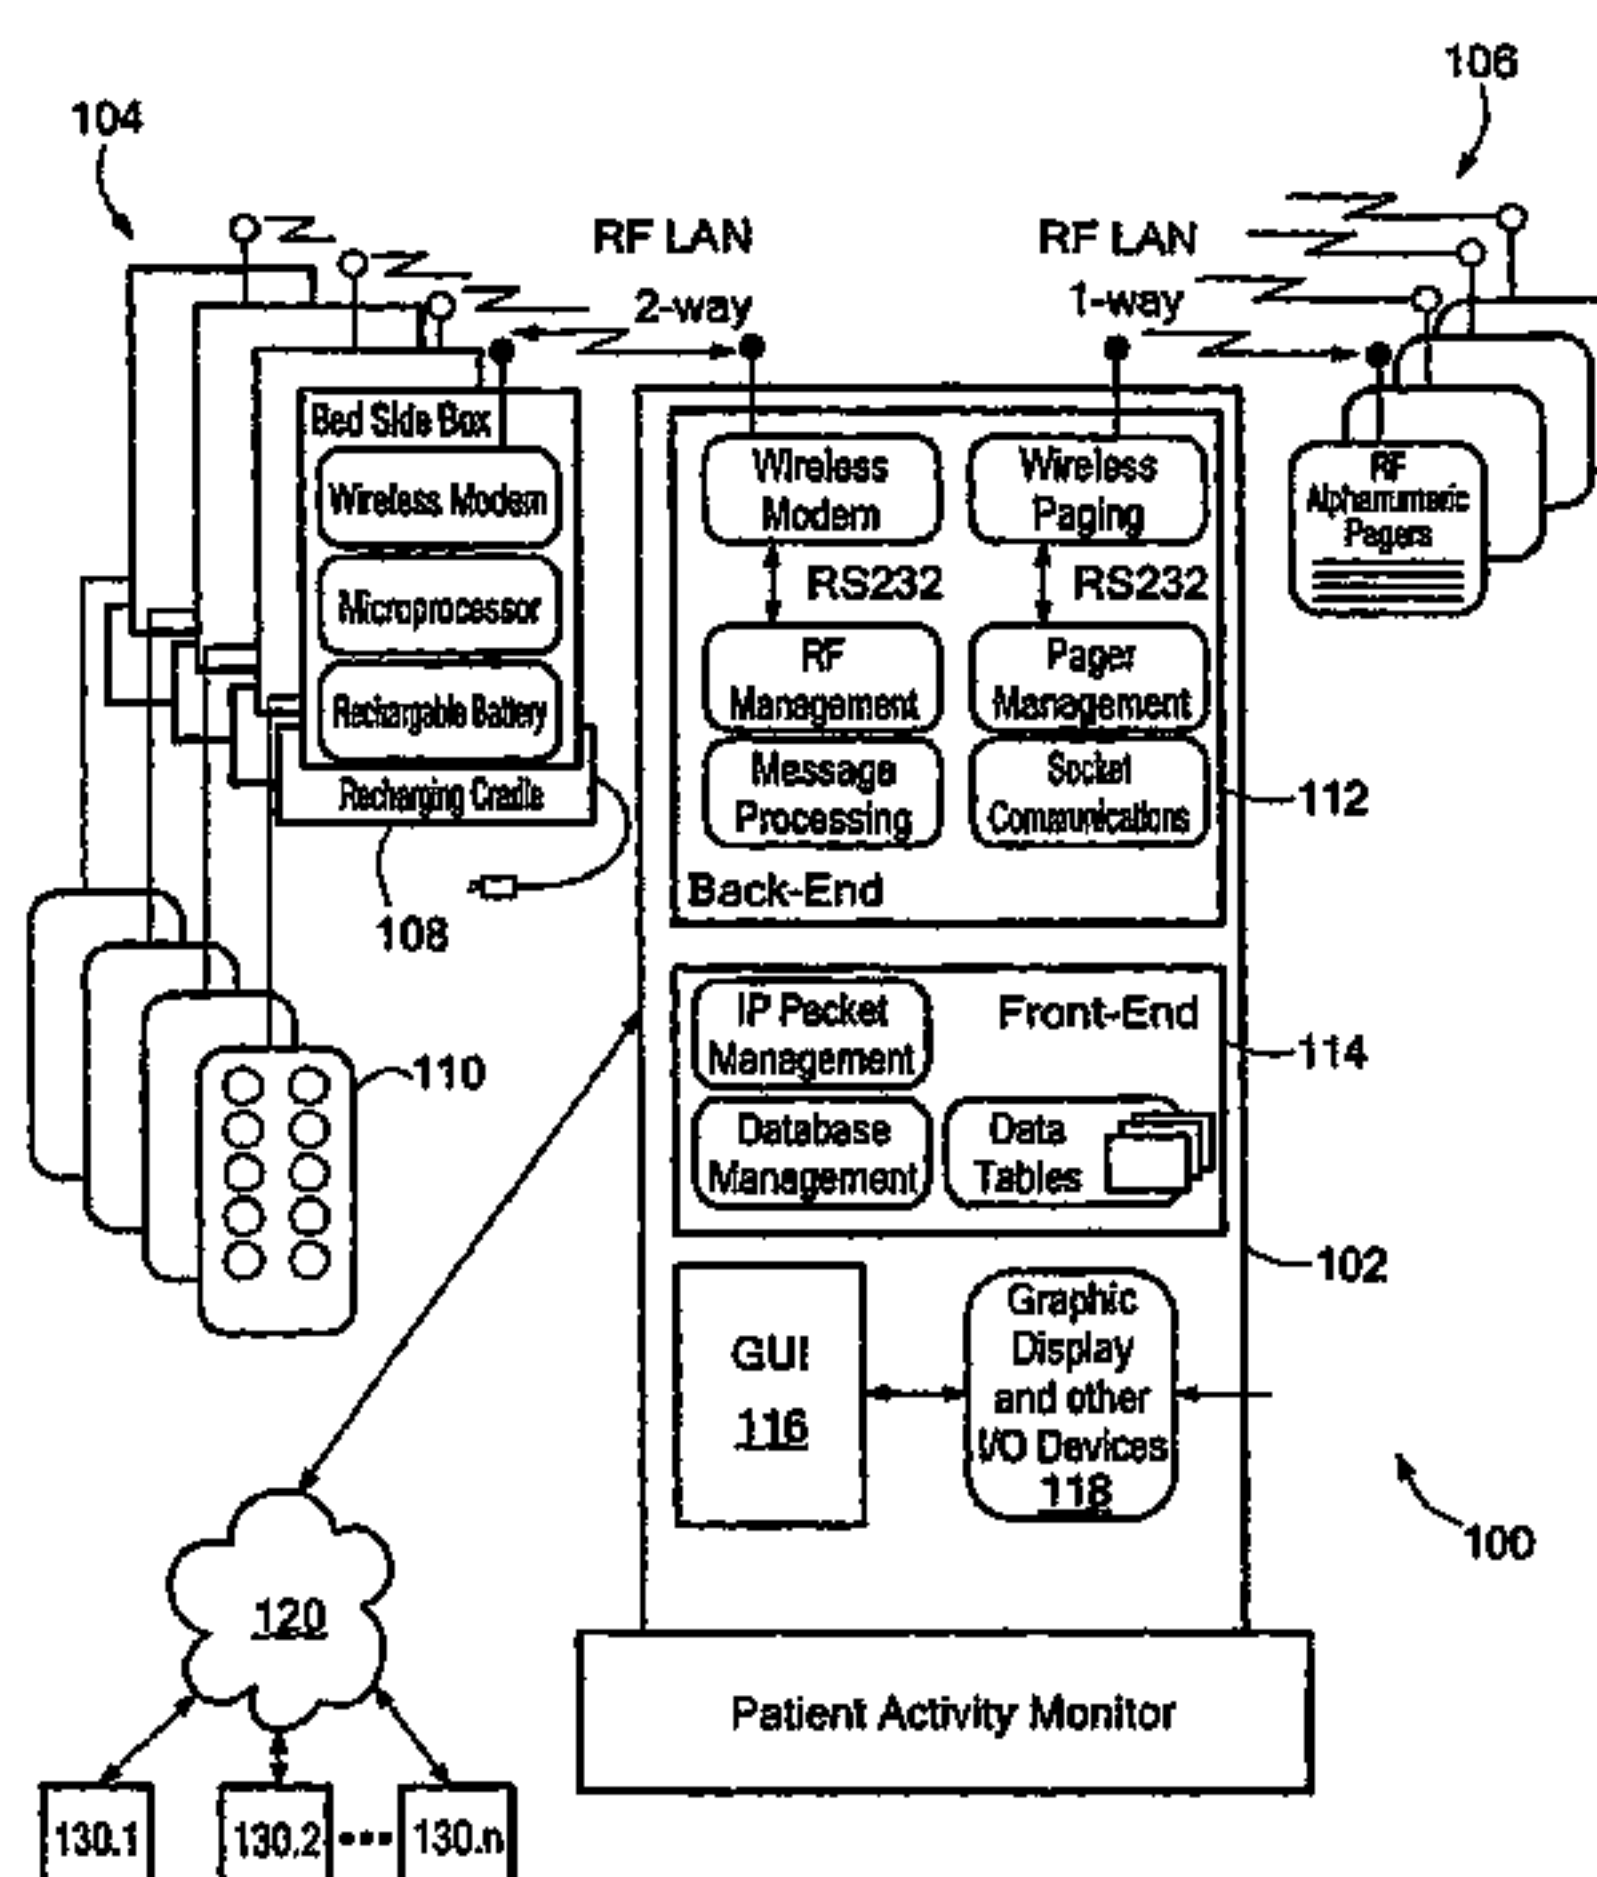 106
104
RF LAN
RF LAN
2-way
1-way
Bed Side Box
Wireless Modem
Microprocessor
Rechargable Battery
Recharging Cradle
108
110
Wireless
Modem
Wireless
Paging
RS232
RS232
RF
Management
Pager
Management
Message
Processing
Socket
Communications
Back-End
112
RF
Alphanumeric
Pagers
IP Packet
Management
Front-End
114
Database
Management
Data
Tables
102
GUI
116
Graphic
Display
and other
I/O Devices
118
100
120
Patient Activity Monitor
130.1
130.2
130.n